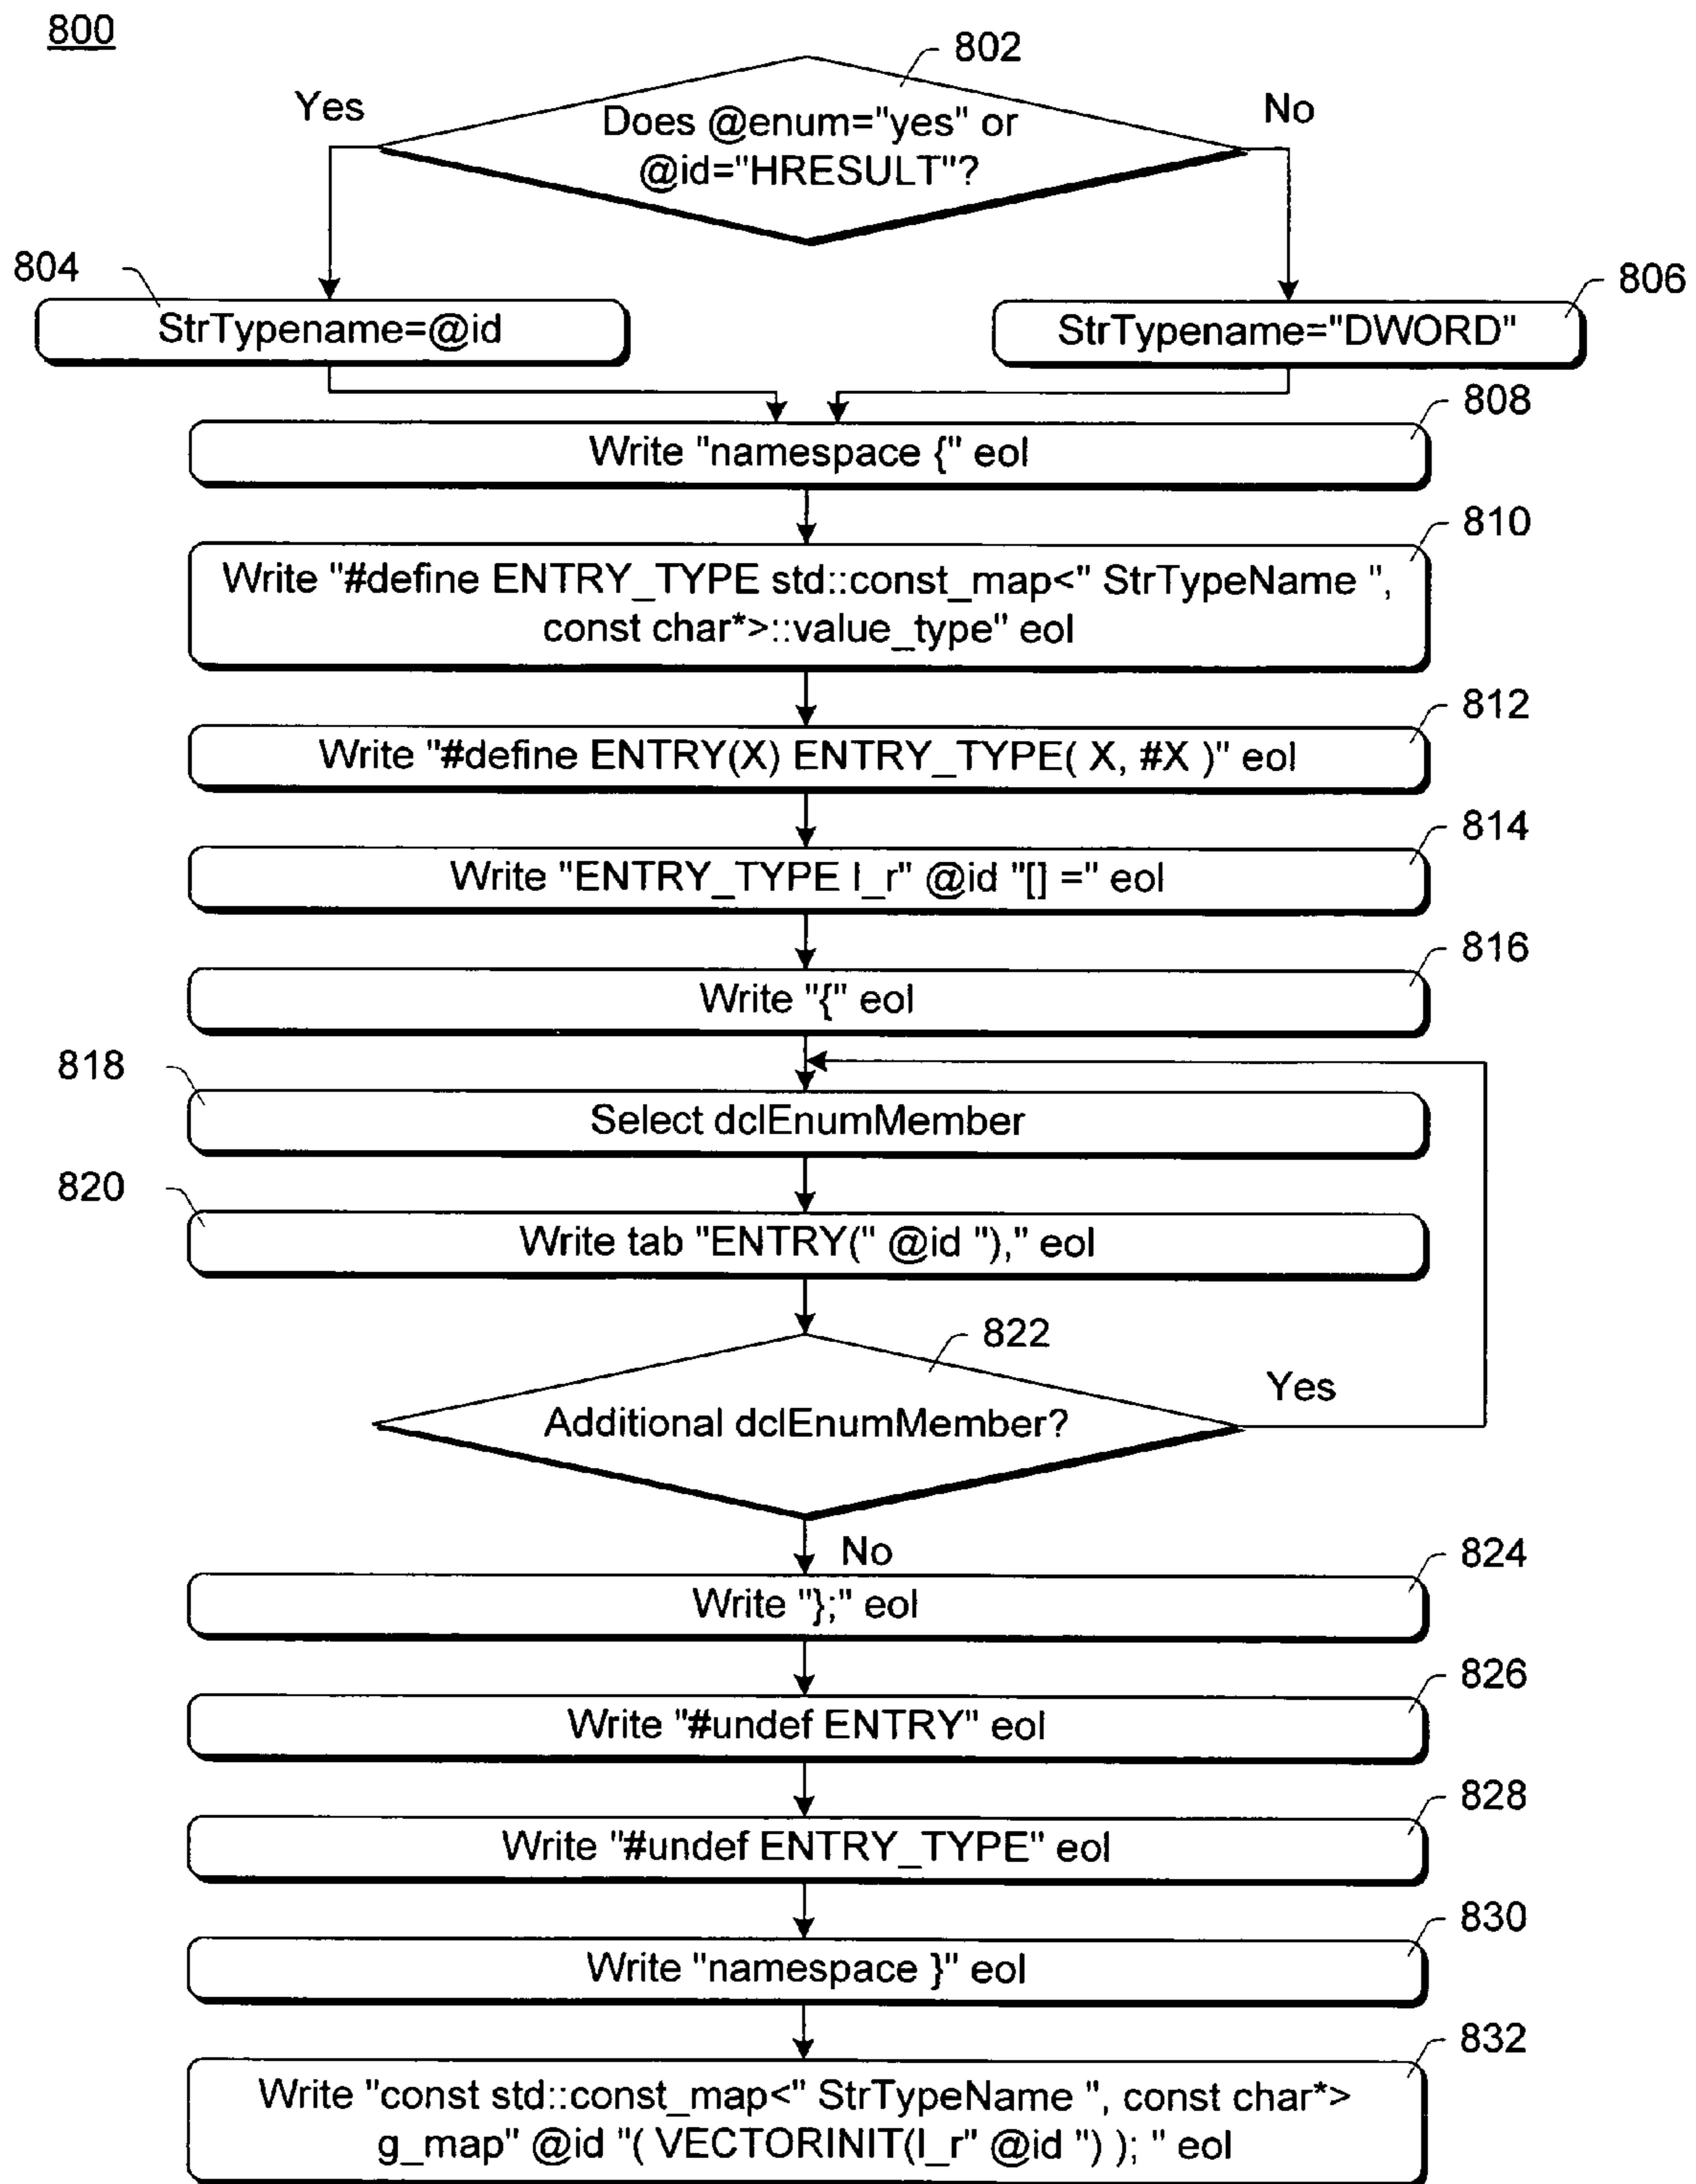 800
802
Yes
Does @enum="yes" or
@id="HRESULT"?
No
804
StrTypename=@id
806
StrTypename="DWORD"
808
Write "namespace {" eol
810
Write "#define ENTRY_TYPE std::const_map<" StrTypeName ",
const char*>::value_type" eol
812
Write "#define ENTRY(X) ENTRY_TYPE( X, #X )" eol
814
Write "ENTRY_TYPE l_r" @id "[] =" eol
816
Write "{" eol
818
Select dclEnumMember
820
Write tab "ENTRY(" @id ")," eol
822
Additional dclEnumMember?
Yes
No
824
Write "};" eol
826
Write "#undef ENTRY" eol
828
Write "#undef ENTRY_TYPE" eol
830
Write "namespace }" eol
832
Write "const std::const_map<" StrTypeName ", const char*>
g_map" @id "( VECTORINIT(l_r" @id ") ); " eol